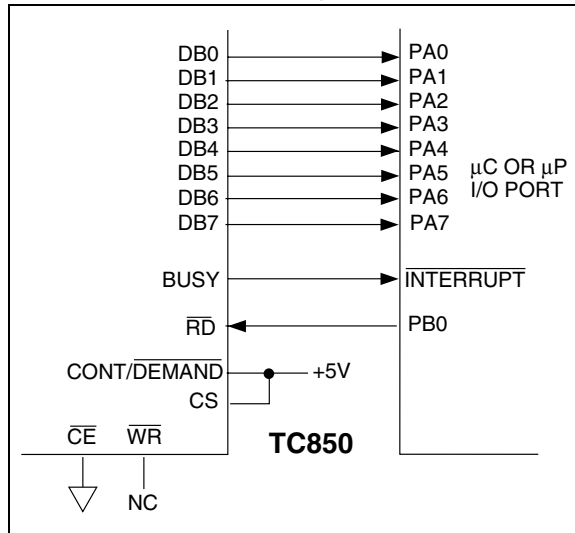 DB0 PA0
DB1 PA1
DB2 PA2
DB3 PA3
DB4 PA4
DB5 PA5
DB6 PA6
DB7 PA7
μC OR μP
I/O PORT
BUSY INTERRUPT
RD PB0
CONT/DEMAND +5V
CS
CE WR TC850
NC